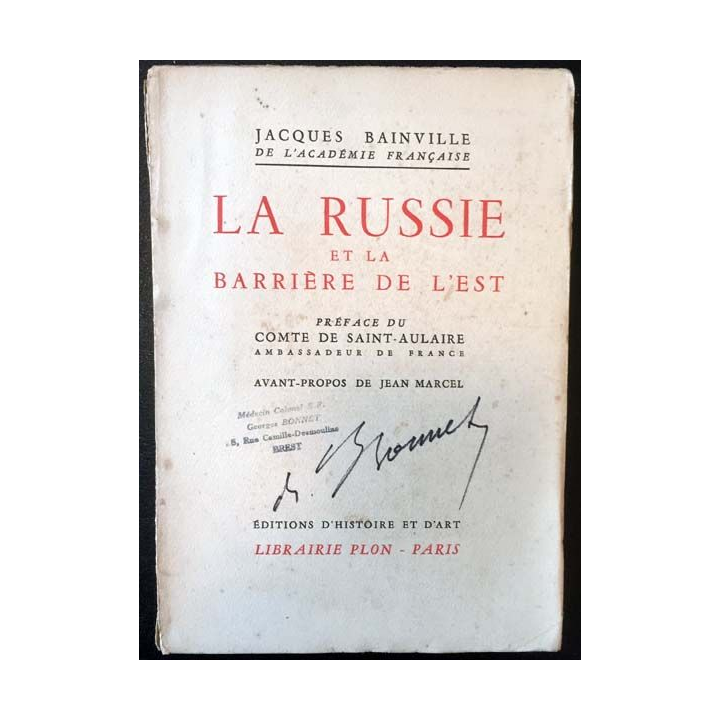 JACQUES BAINVILLE
DE L'ACADÉMIE FRANÇAISE
LA RUSSIE
ET LA
BARRIÈRE DE L'EST
PRÉFACE DU
COMTE DE SAINT-AULAIRE
AMBASSADEUR DE FRANCE
AVANT-PROPOS DE JEAN MARCEL
Médecin Colonel E.R.
Georges BONNET
8, Rue Camille-Desmoulins
BREST
Dr. Bonnet
ÉDITIONS D'HISTOIRE ET D'ART
LIBRAIRIE PLON - PARIS